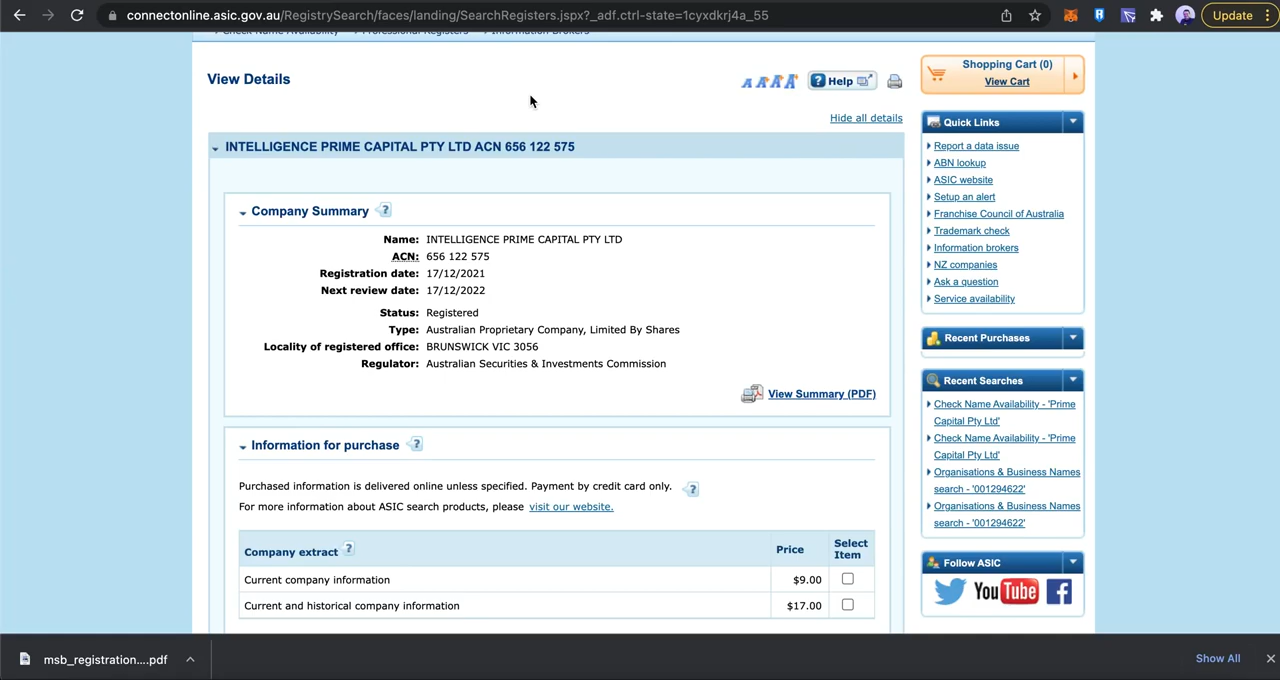 connectonline.asic.gov.au/RegistrySearch/faces/landing/SearchRegisters.jspx?_adf.ctrl-state=1cyxdkrj4a_55
Update
Check Name Availability
Professional Registers
Information Brokers
View Details
A A A A
Help
Shopping Cart (0)
View Cart
Hide all details
INTELLIGENCE PRIME CAPITAL PTY LTD ACN 656 122 575
Company Summary ?
Name: INTELLIGENCE PRIME CAPITAL PTY LTD
ACN: 656 122 575
Registration date: 17/12/2021
Next review date: 17/12/2022
Status: Registered
Type: Australian Proprietary Company, Limited By Shares
Locality of registered office: BRUNSWICK VIC 3056
Regulator: Australian Securities & Investments Commission
View Summary (PDF)
Information for purchase ?
Purchased information is delivered online unless specified. Payment by credit card only. ?
For more information about ASIC search products, please visit our website.
Company extract ? Price Select Item
Current company information $9.00
Current and historical company information $17.00
Quick Links
Report a data issue
ABN lookup
ASIC website
Setup an alert
Franchise Council of Australia
Trademark check
Information brokers
NZ companies
Ask a question
Service availability
Recent Purchases
Recent Searches
Check Name Availability - 'Prime
Capital Pty Ltd'
Check Name Availability - 'Prime
Capital Pty Ltd'
Organisations & Business Names
search - '001294622'
Organisations & Business Names
search - '001294622'
Follow ASIC
YouTube
msb_registration....pdf
Show All